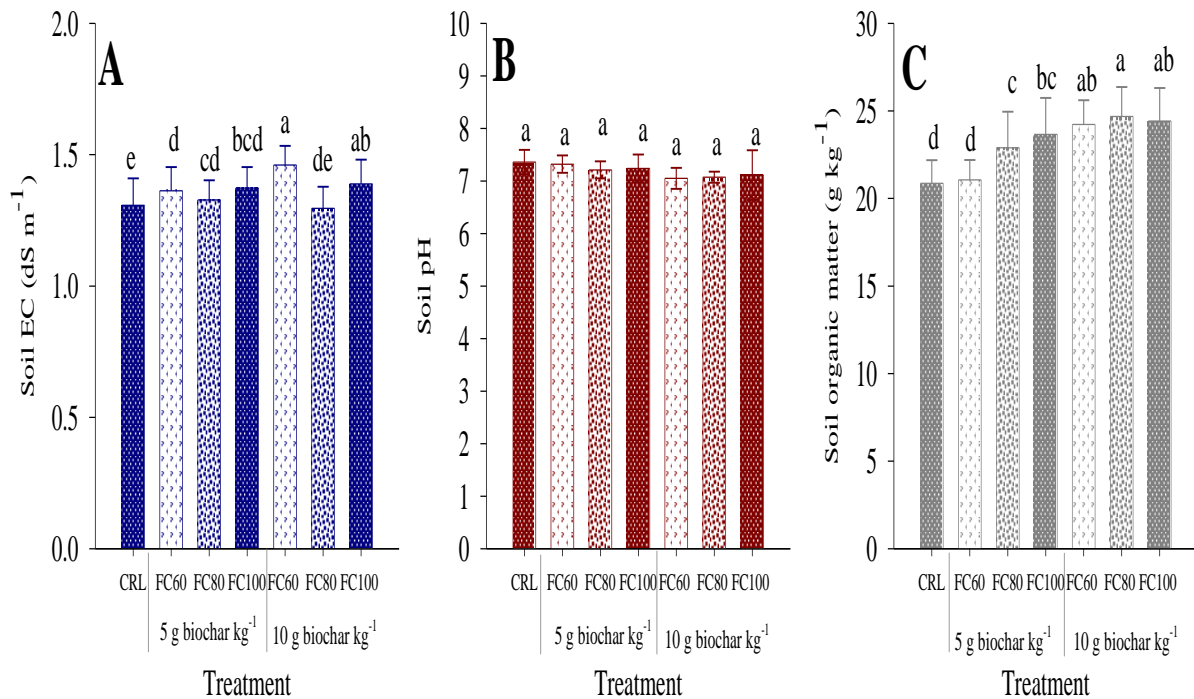 A
2.0
1.5
1.0
0.5
0.0
Soil EC (dS m⁻¹)
e d cd bcd a de ab
CRL FC60 FC80 FC100 FC60 FC80 FC100
5 g biochar kg⁻¹ 10 g biochar kg⁻¹
Treatment
B
10
9
8
7
6
5
4
3
2
1
0
Soil pH
a a a a a a a
CRL FC60 FC80 FC100 FC60 FC80 FC100
5 g biochar kg⁻¹ 10 g biochar kg⁻¹
Treatment
C
30
25
20
15
10
5
0
Soil organic matter (g kg⁻¹)
d d c bc ab a ab
CRL FC60 FC80 FC100 FC60 FC80 FC100
5 g biochar kg⁻¹ 10 g biochar kg⁻¹
Treatment